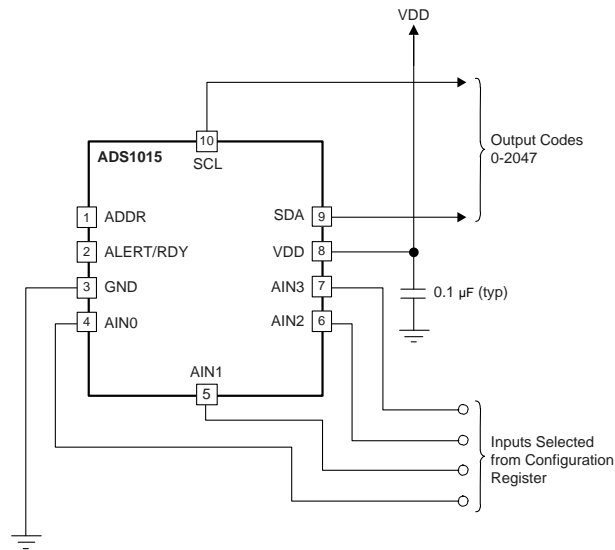 VDD
10
ADS1015
SCL
Output Codes
0-2047
1 ADDR
SDA 9
2 ALERT/RDY
VDD 8
3 GND
AIN3 7
0.1 µF (typ)
4 AIN0
AIN2 6
AIN1
5
Inputs Selected
from Configuration
Register